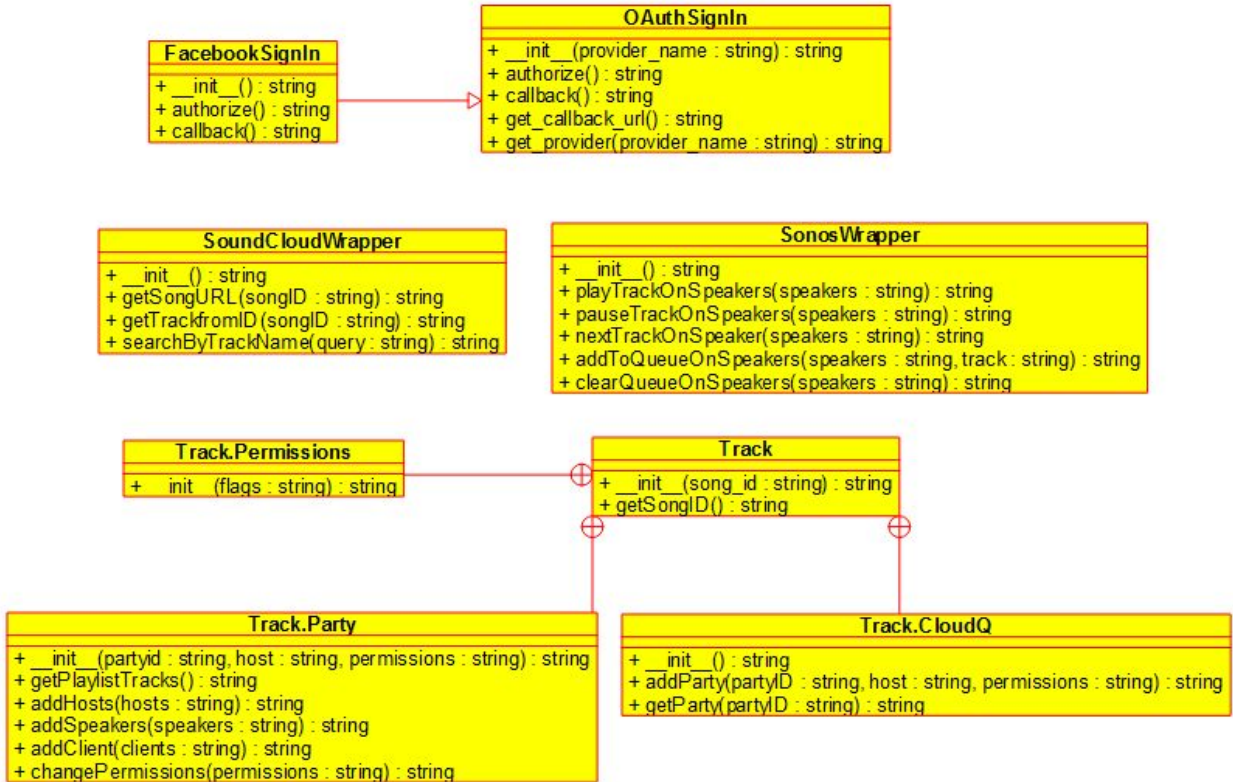 OAuthSignIn
+ __init__(provider_name : string) : string
+ authorize() : string
+ callback() : string
+ get_callback_url() : string
+ get_provider(provider_name : string) : string
FacebookSignIn
+ __init__() : string
+ authorize() : string
+ callback() : string
SoundCloudWrapper
+ __init__() : string
+ getSongURL(songID : string) : string
+ getTrackfromID(songID : string) : string
+ searchByTrackName(query : string) : string
SonosWrapper
+ __init__() : string
+ playTrackOnSpeakers(speakers : string) : string
+ pauseTrackOnSpeakers(speakers : string) : string
+ nextTrackOnSpeaker(speakers : string) : string
+ addToQueueOnSpeakers(speakers : string, track : string) : string
+ clearQueueOnSpeakers(speakers : string) : string
Track.Permissions
+ __init__(flags : string) : string
Track
+ __init__(song_id : string) : string
+ getSongID() : string
Track.Party
+ __init__(partyid : string, host : string, permissions : string) : string
+ getPlaylistTracks() : string
+ addHosts(hosts : string) : string
+ addSpeakers(speakers : string) : string
+ addClient(clients : string) : string
+ changePermissions(permissions : string) : string
Track.CloudQ
+ __init__() : string
+ addParty(partyID : string, host : string, permissions : string) : string
+ getParty(partyID : string) : string